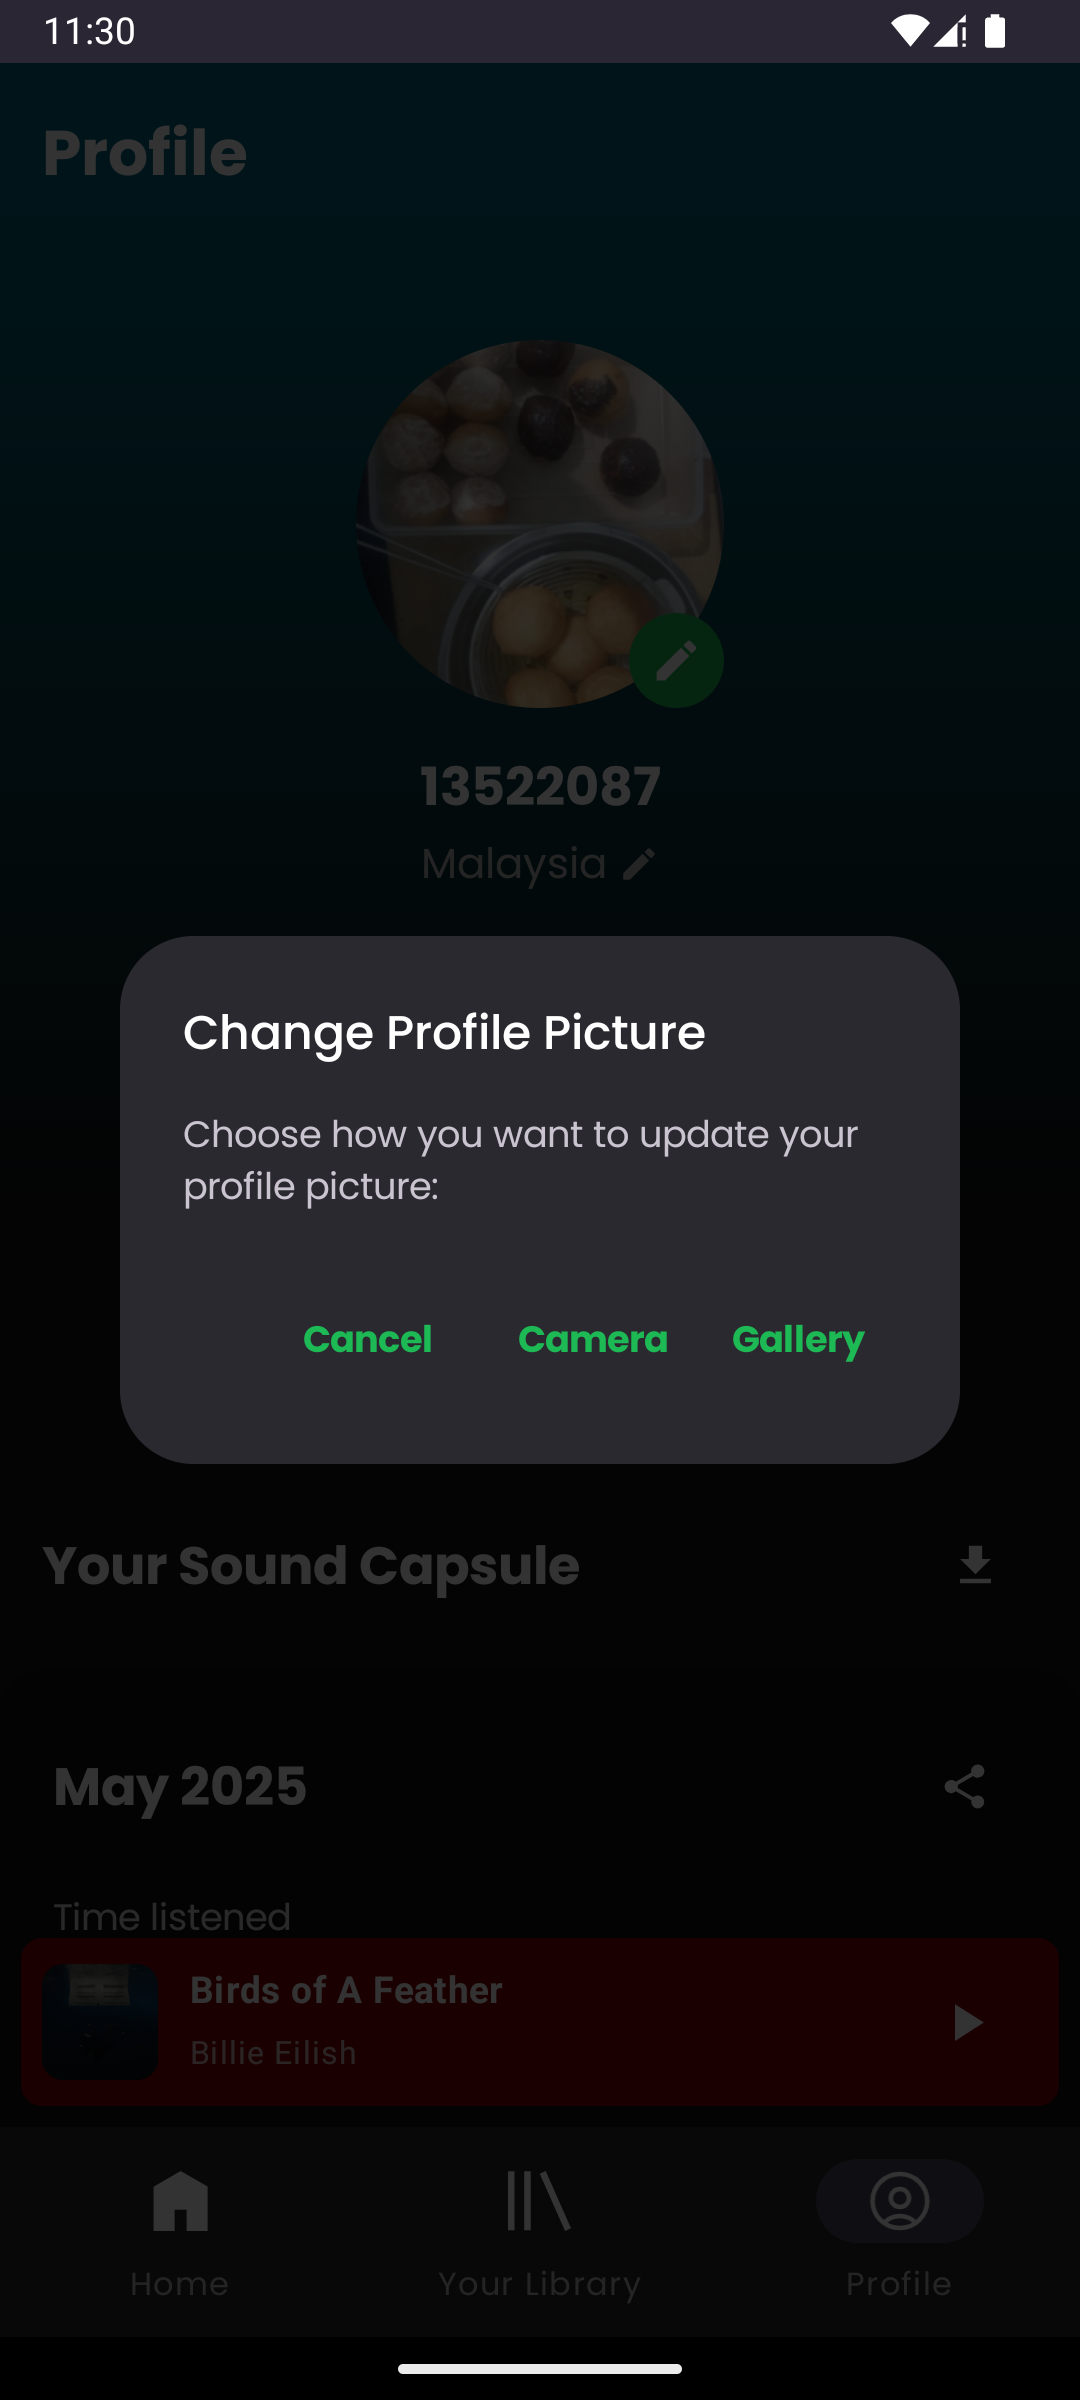 11:30
Profile
13522087
Malaysia
Change Profile Picture
Choose how you want to update your
profile picture:
Cancel Camera Gallery
Your Sound Capsule
May 2025
Time listened
Birds of A Feather
Billie Eilish
Home Your Library Profile